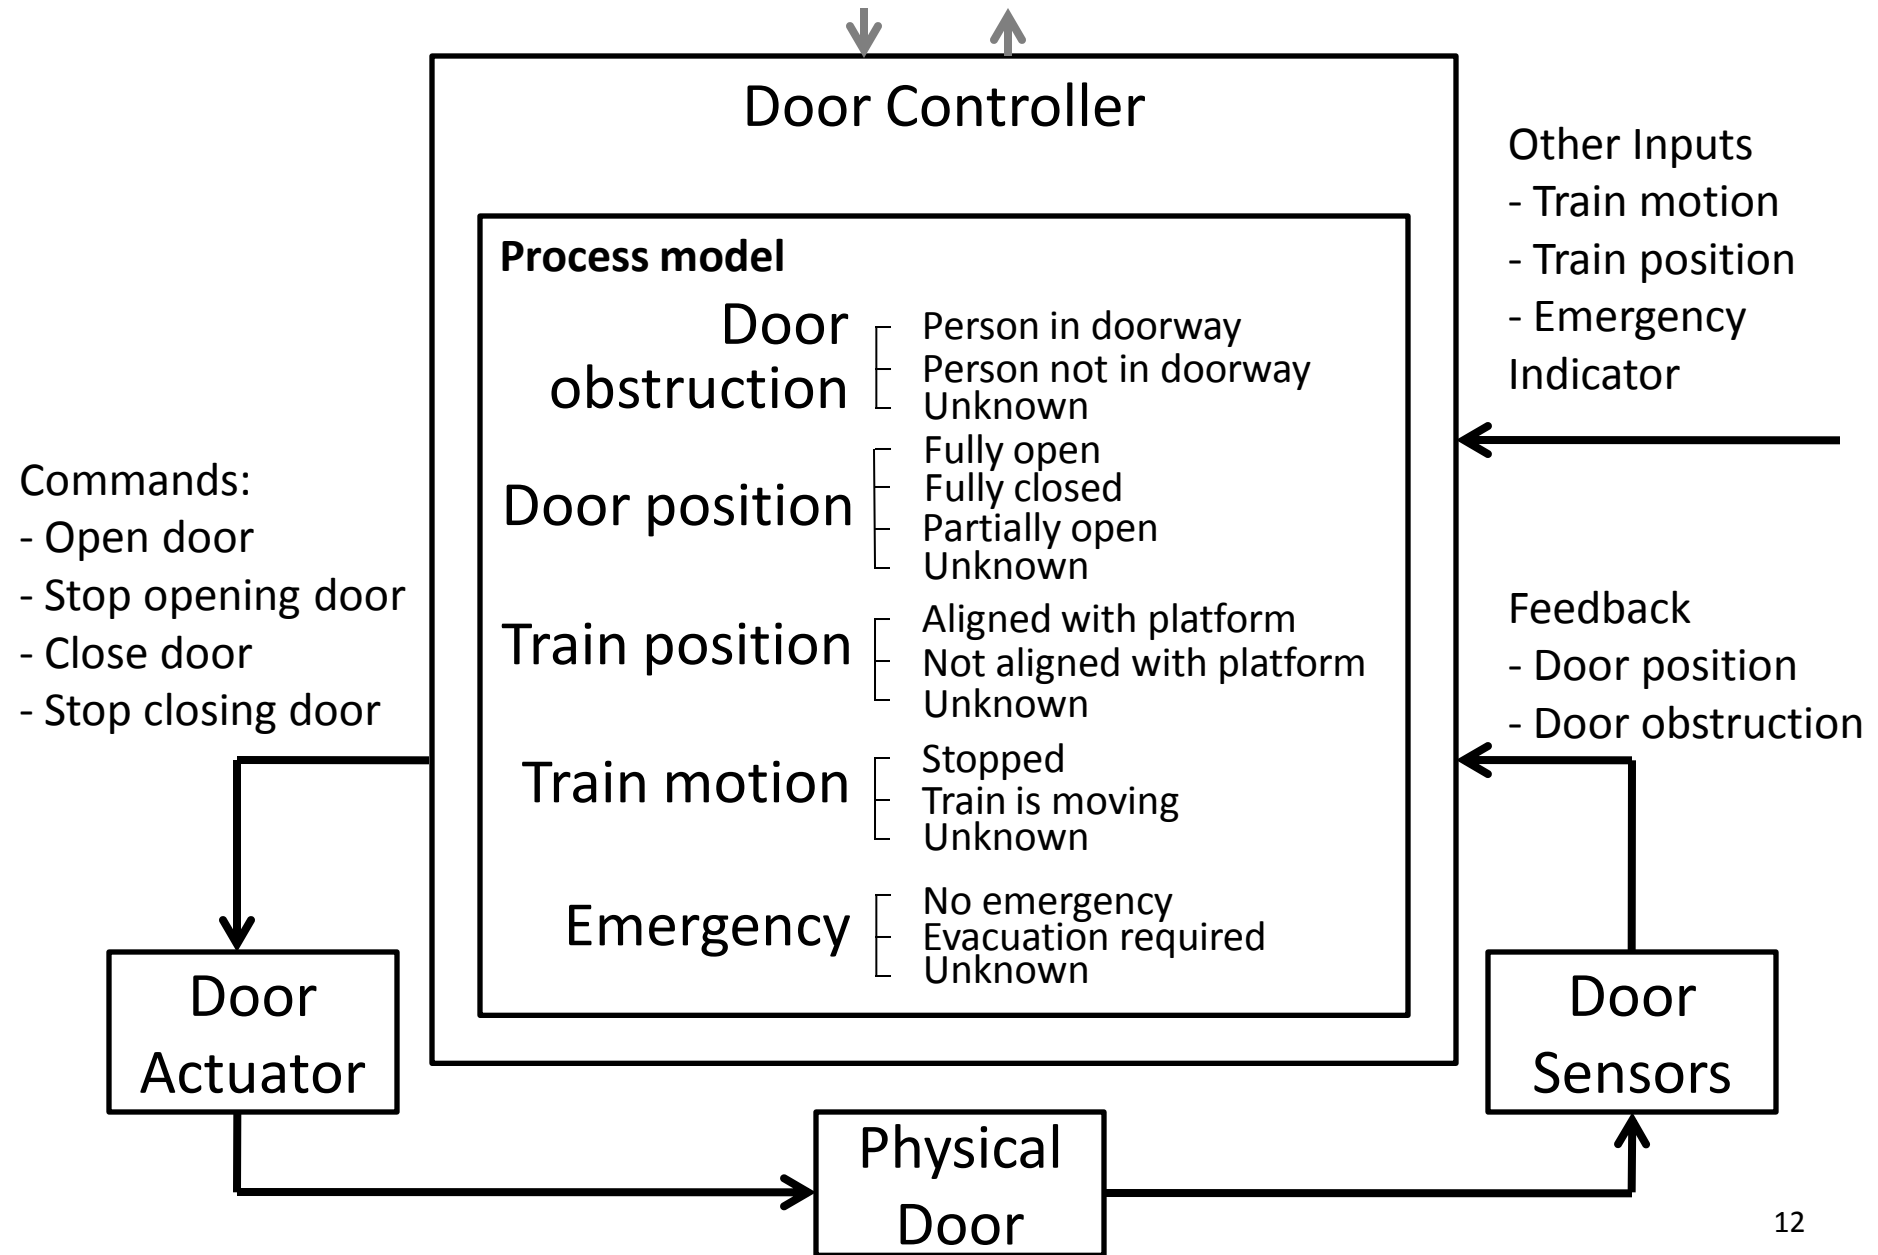 Door Controller
Other Inputs
- Train motion
- Train position
- Emergency
Indicator
Process model
Door
obstruction
Person in doorway
Person not in doorway
Unknown
Door position
Fully open
Fully closed
Partially open
Unknown
Train position
Aligned with platform
Not aligned with platform
Unknown
Train motion
Stopped
Train is moving
Unknown
Emergency
No emergency
Evacuation required
Unknown
Commands:
- Open door
- Stop opening door
- Close door
- Stop closing door
Feedback
- Door position
- Door obstruction
Door
Actuator
Physical
Door
Door
Sensors
12